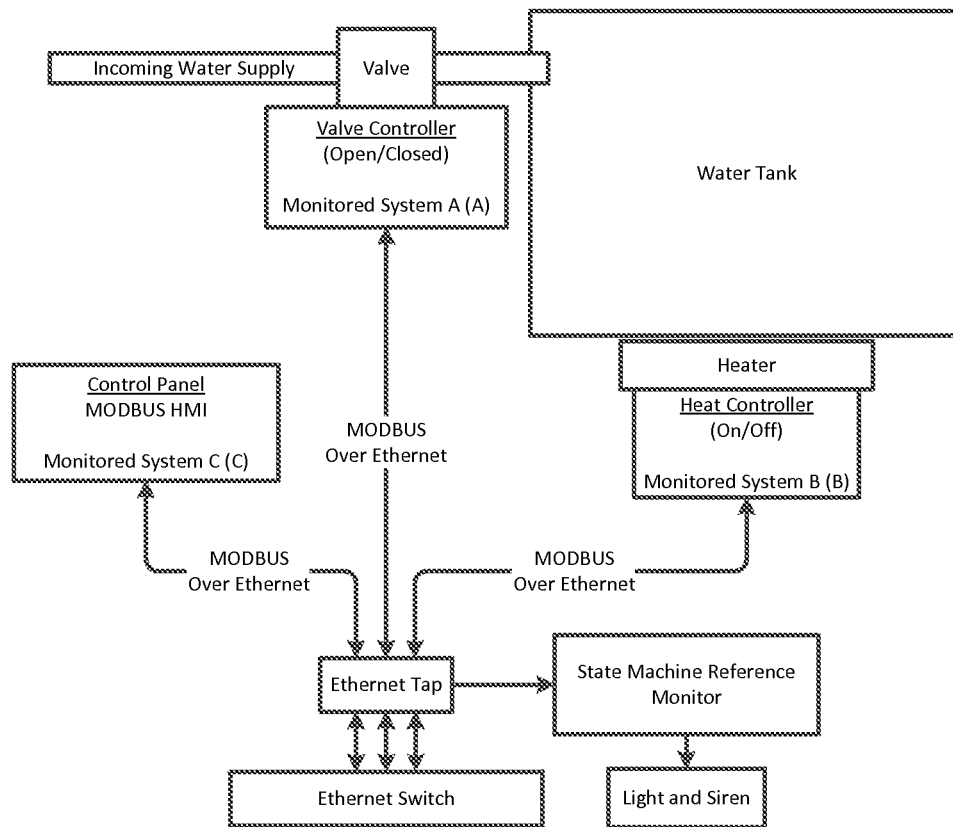 Incoming Water Supply
Valve
Valve Controller
(Open/Closed)
Monitored System A (A)
Water Tank
Heater
Heat Controller
(On/Off)
Monitored System B (B)
Control Panel
MODBUS HMI
Monitored System C (C)
MODBUS
Over Ethernet
MODBUS
Over Ethernet
MODBUS
Over Ethernet
Ethernet Tap
State Machine Reference
Monitor
Ethernet Switch
Light and Siren